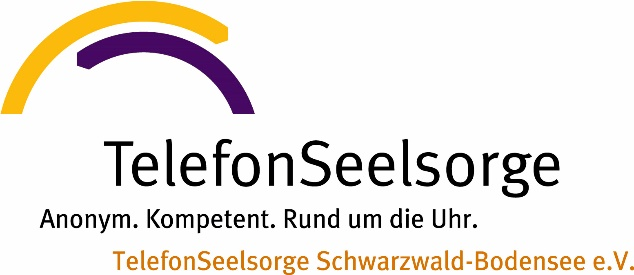 TelefonSeelsorge
Anonym. Kompetent. Rund um die Uhr.
TelefonSeelsorge Schwarzwald-Bodensee e.V.